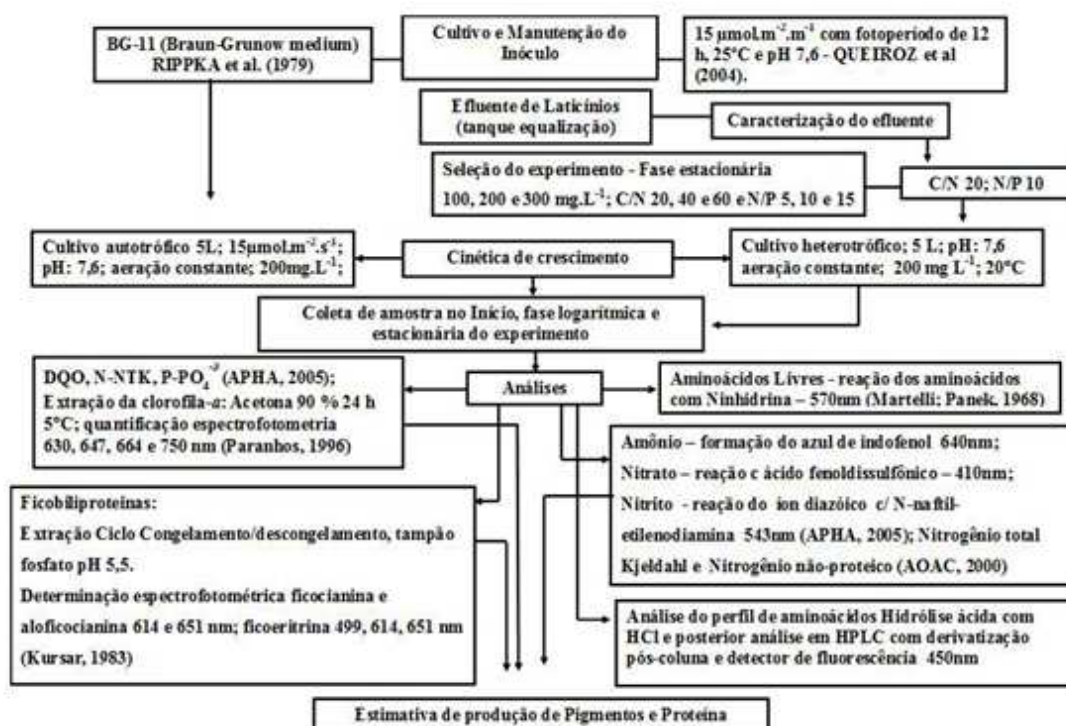 BG-11 (Braun-Grunow medium)
RIPPKA et al. (1979)
Cultivo e Manutenção do
Inóculo
15 µmol.m⁻².m⁻¹ com fotoperíodo de 12
h, 25ºC e pH 7,6 - QUEIROZ et al
(2004).
Efluente de Laticínios
(tanque equalização)
Caracterização do efluente
Seleção do experimento - Fase estacionária
100, 200 e 300 mg.L⁻¹; C/N 20, 40 e 60 e N/P 5, 10 e 15
C/N 20; N/P 10
Cultivo autotrófico 5L; 15µmol.m⁻².s⁻¹;
pH: 7,6; aeração constante; 200mg.L⁻¹;
Cinética de crescimento
Cultivo heterotrófico; 5 L; pH: 7,6
aeração constante; 200 mg L⁻¹; 20ºC
Coleta de amostra no Início, fase logarítmica e
estacionária do experimento
DQO, N-NTK, P-PO₄⁻³ (APHA, 2005);
Extração da clorofila-a: Acetona 90 % 24 h
5ºC; quantificação espectrofotometria
630, 647, 664 e 750 nm (Paranhos, 1996)
Análises
Aminoácidos Livres - reação dos aminoácidos
com Ninhidrina – 570nm (Martelli; Panek, 1968)
Amônio – formação do azul de indofenol 640nm;
Nitrato – reação c ácido fenoldissulfônico – 410nm;
Nitrito - reação do íon diazóico c/ N-naftil-
etilenodiamina 543nm (APHA, 2005); Nitrogênio total
Kjeldahl e Nitrogênio não-proteico (AOAC, 2000)
Ficobiliproteínas:
Extração Ciclo Congelamento/descongelamento, tampão
fosfato pH 5,5.
Determinação espectrofotométrica ficocianina e
aloficocianina 614 e 651 nm; ficoeritrina 499, 614, 651 nm
(Kursar, 1983)
Análise do perfil de aminoácidos Hidrólise ácida com
HCl e posterior análise em HPLC com derivatização
pós-coluna e detector de fluorescência 450nm
Estimativa de produção de Pigmentos e Proteína